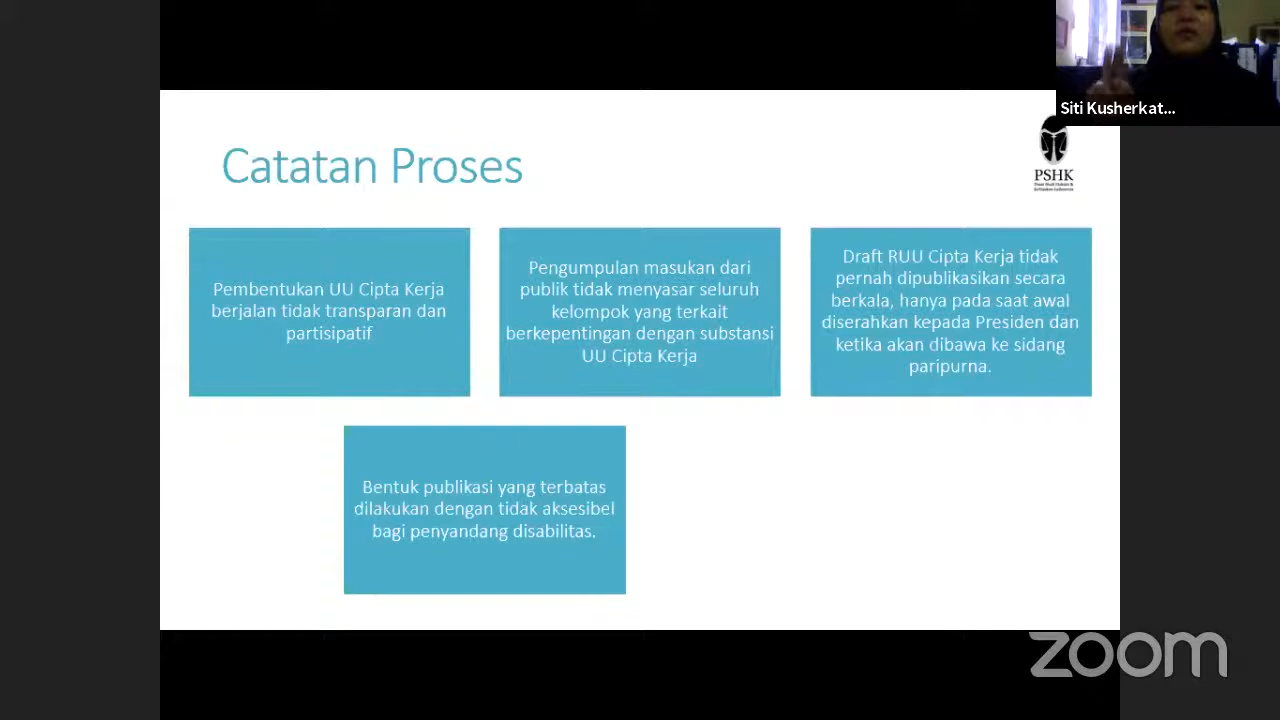 Siti Kusherkat...
Catatan Proses
PSHK
Pembentukan UU Cipta Kerja
berjalan tidak transparan dan
partisipatif
Pengumpulan masukan dari
publik tidak menyasar seluruh
kelompok yang terkait
berkepentingan dengan substansi
UU Cipta Kerja
Draft RUU Cipta Kerja tidak
pernah dipublikasikan secara
berkala, hanya pada saat awal
diserahkan kepada Presiden dan
ketika akan dibawa ke sidang
paripurna.
Bentuk publikasi yang terbatas
dilakukan dengan tidak aksesibel
bagi penyandang disabilitas.
zoom